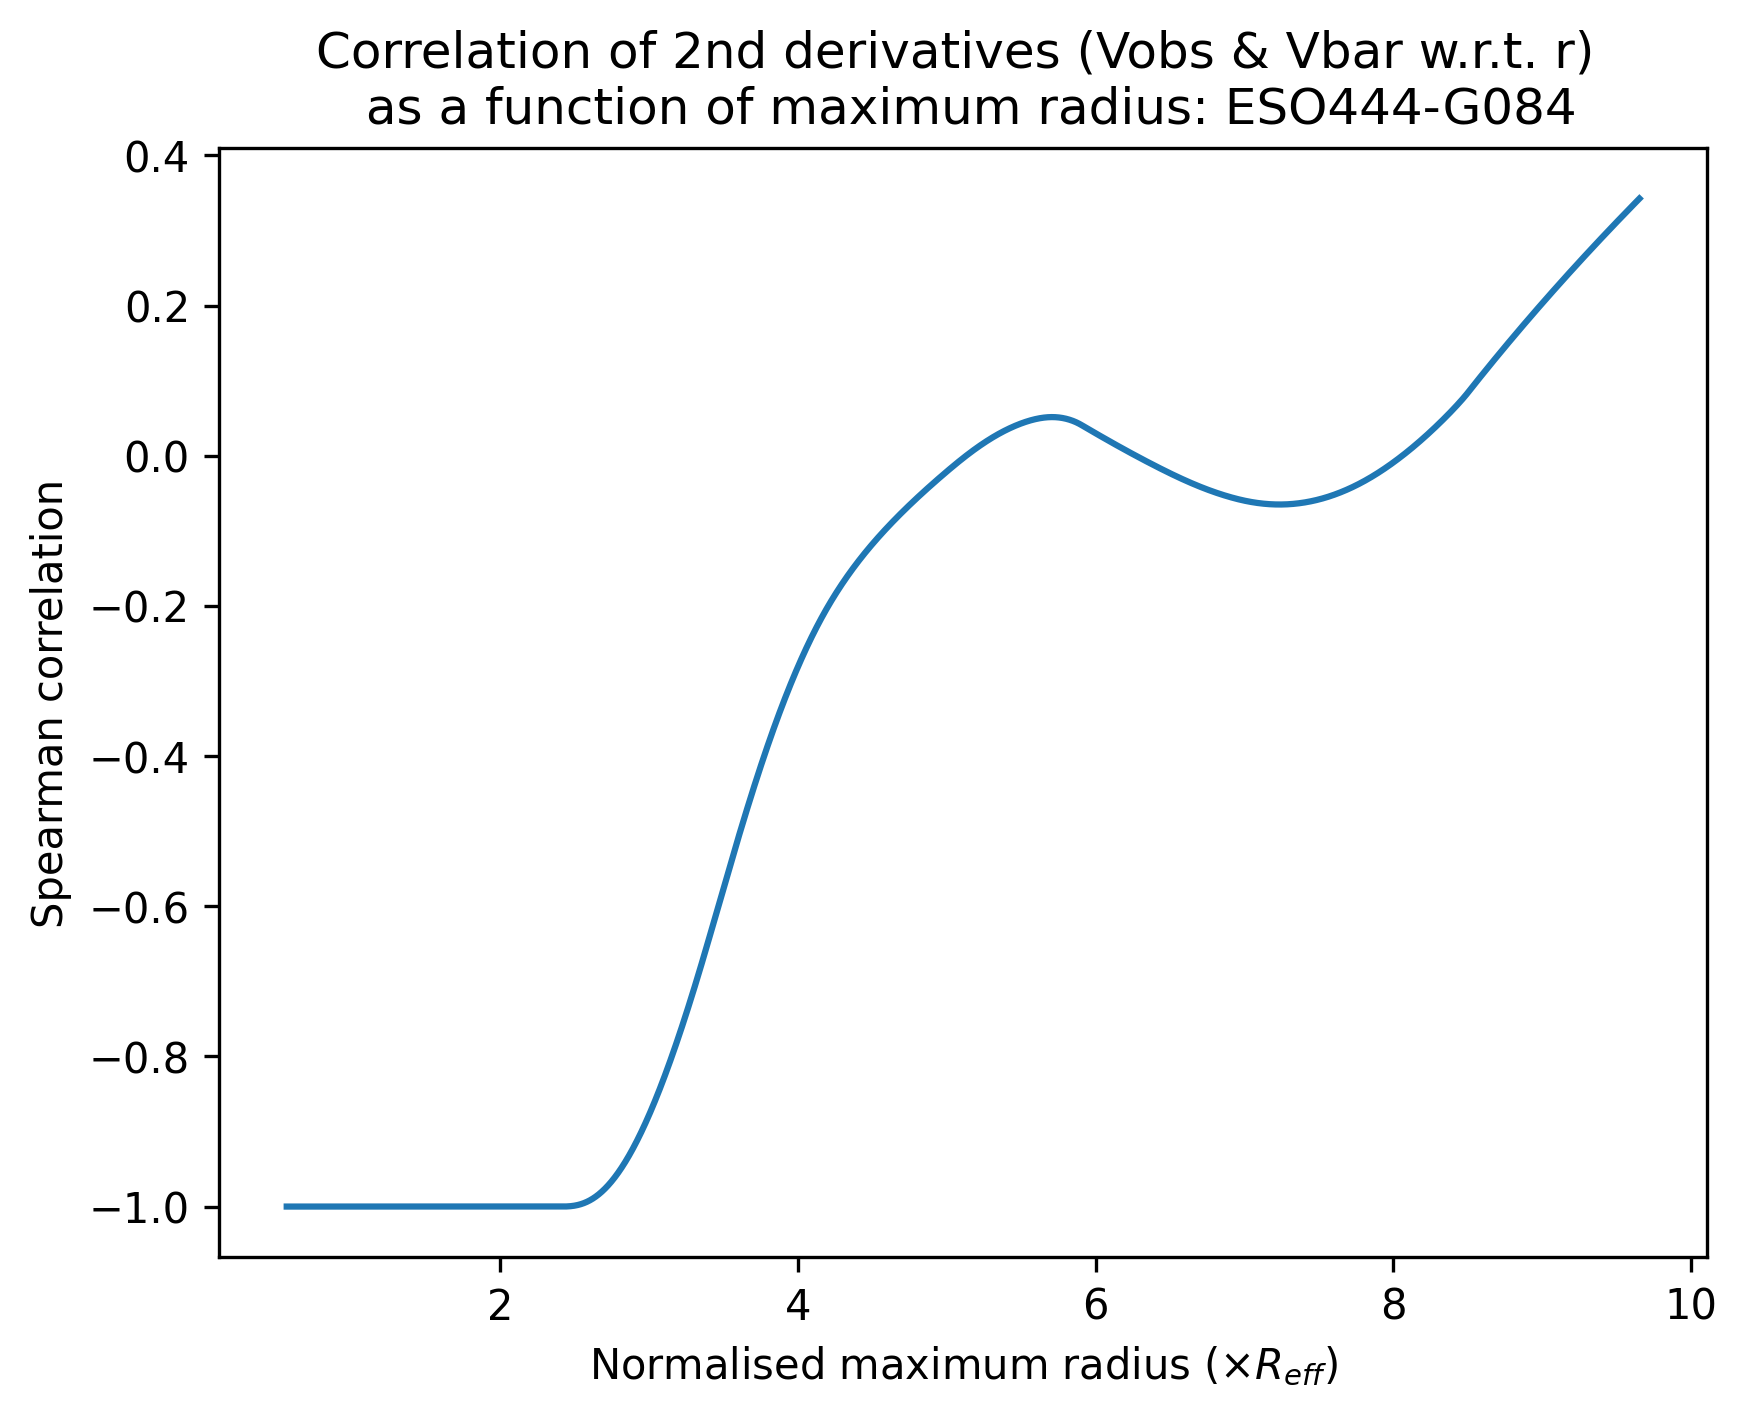 Correlation of 2nd derivatives (Vobs & Vbar w.r.t. r)
as a function of maximum radius: ESO444-G084
0.4
0.2
0.0
−0.2
−0.4
−0.6
−0.8
−1.0
Spearman correlation
2 4 6 8 10
Normalised maximum radius (×R_{eff})